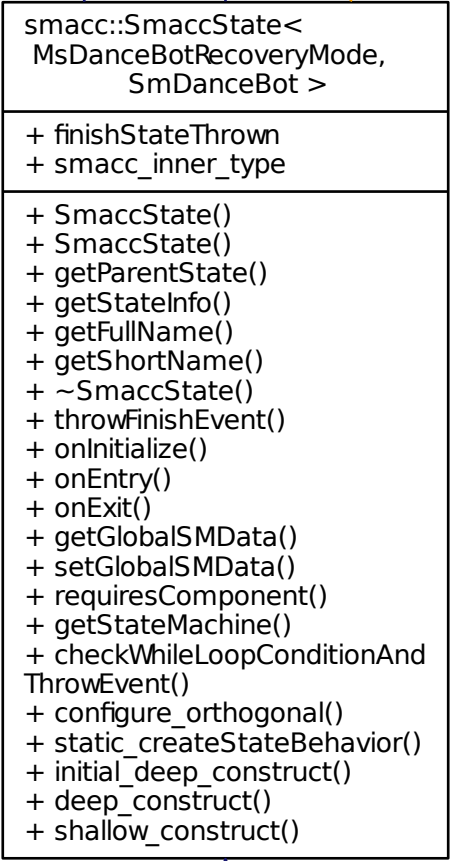 smacc::SmaccState<
MsDanceBotRecoveryMode,
SmDanceBot >
+ finishStateThrown
+ smacc_inner_type
+ SmaccState()
+ SmaccState()
+ getParentState()
+ getStateInfo()
+ getFullName()
+ getShortName()
+ ~SmaccState()
+ throwFinishEvent()
+ onInitialize()
+ onEntry()
+ onExit()
+ getGlobalSMData()
+ setGlobalSMData()
+ requiresComponent()
+ getStateMachine()
+ checkWhileLoopConditionAnd
ThrowEvent()
+ configure_orthogonal()
+ static_createStateBehavior()
+ initial_deep_construct()
+ deep_construct()
+ shallow_construct()